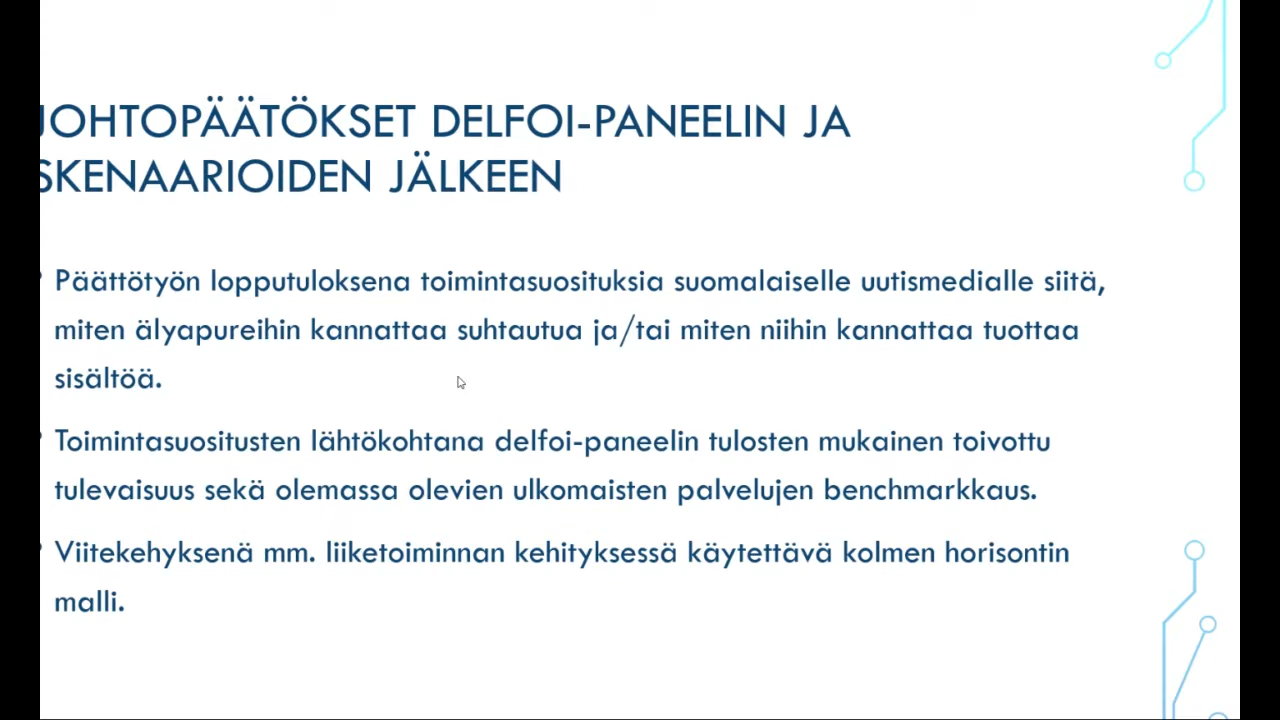 JOHTOPÄÄTÖKSET DELFOI-PANEELIN JA
SKENAARIOIDEN JÄLKEEN
Päättötyön lopputuloksena toimintasuosituksia suomalaiselle uutismedialle siitä,
miten älyapureihin kannattaa suhtautua ja/tai miten niihin kannattaa tuottaa
sisältöä.
Toimintasuositusten lähtökohtana delfoi-paneelin tulosten mukainen toivottu
tulevaisuus sekä olemassa olevien ulkomaisten palvelujen benchmarkkaus.
Viitekehyksenä mm. liiketoiminnan kehityksessä käytettävä kolmen horisontin
malli.